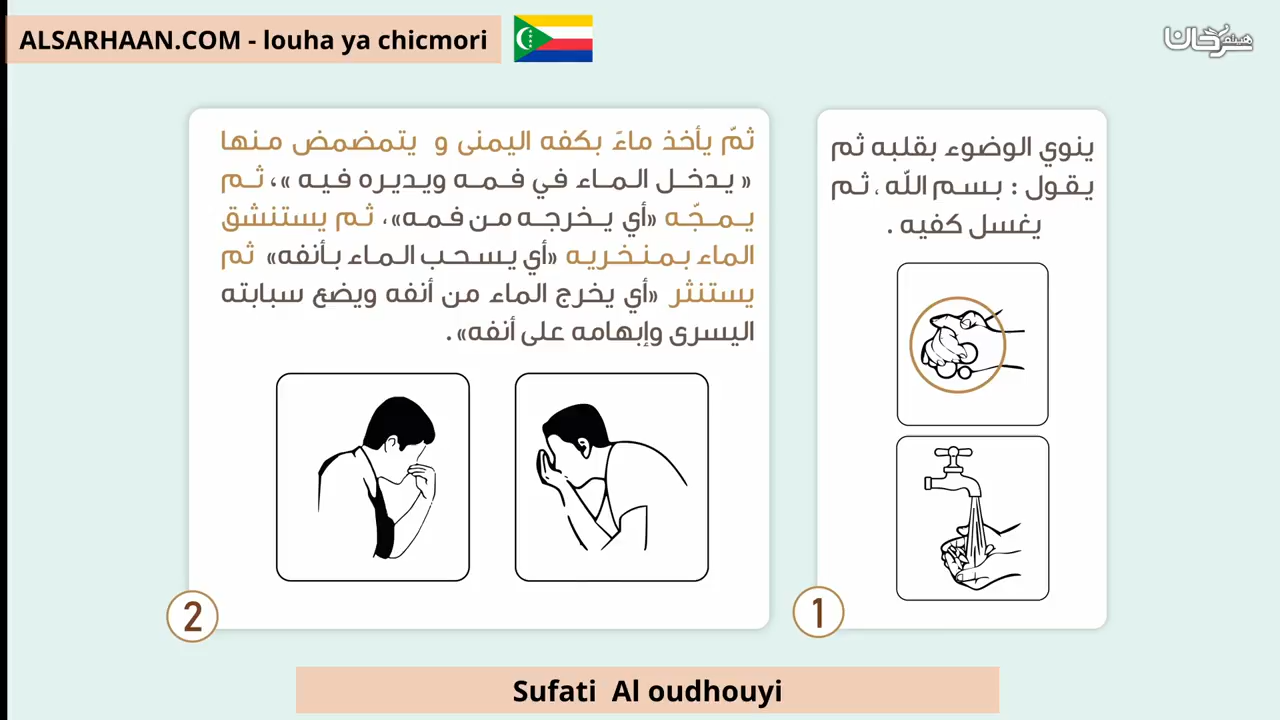 ALSARHAAN.COM - louha ya chicmori
هيثم سرحان
ينوي الوضوء بقلبه ثم
يقول : بسم الله ، ثم
يغسل كفيه .
1
ثمّ يأخذ ماءً بكفه اليمنى و يتمضمض منها
« يدخل الماء في فمه ويديره فيه »، ثم
يمجّه «أي يخرجه من فمه»، ثم يستنشق
الماء بمنخريه «أي يسحب الماء بأنفه» ثم
يستنثر «أي يخرج الماء من أنفه ويضع سبابته
اليسرى وإبهامه على أنفه» .
2
Sufati Al oudhouyi